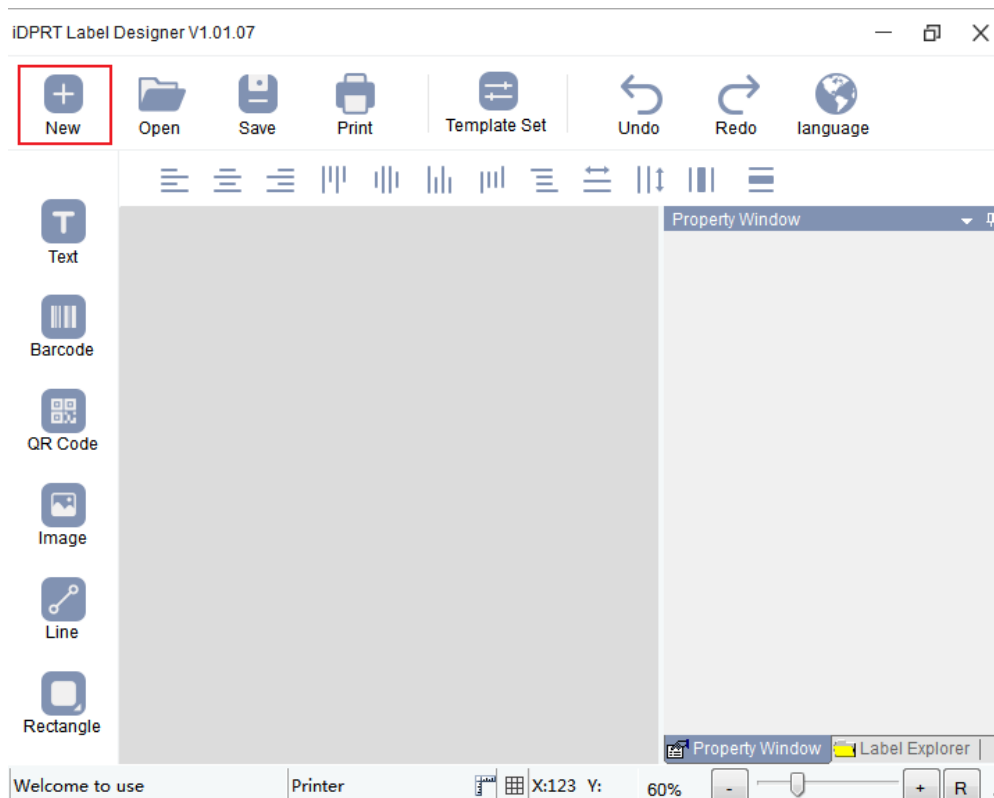 iDPRT Label Designer V1.01.07
New Open Save Print Template Set Undo Redo language
Property Window
Text
Barcode
QR Code
Image
Line
Rectangle
Property Window Label Explorer
Welcome to use Printer X:123 Y: 60% - + R